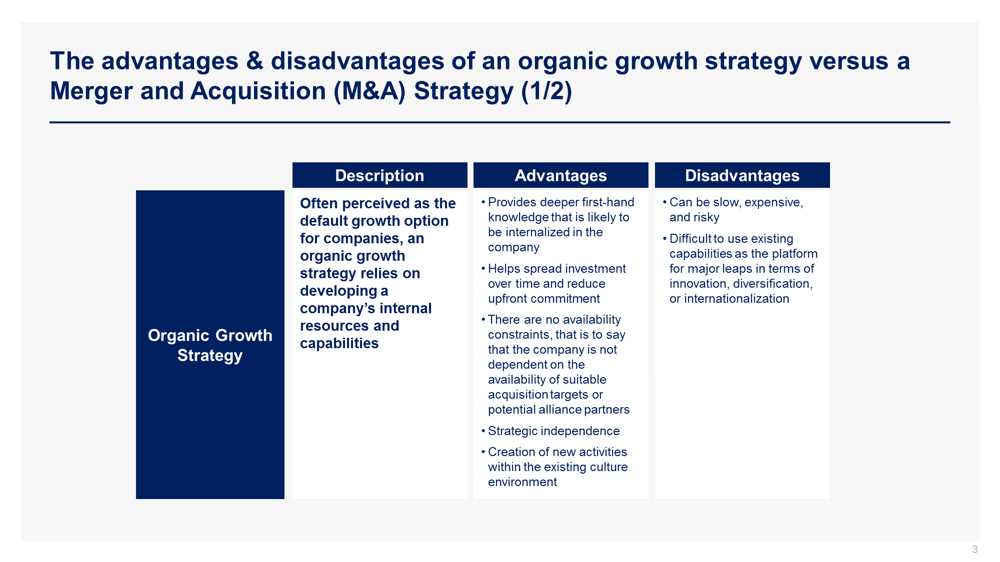 The advantages & disadvantages of an organic growth strategy versus a
Merger and Acquisition (M&A) Strategy (1/2)
Description
Advantages
Disadvantages
Organic Growth
Strategy
Often perceived as the
default growth option
for companies, an
organic growth
strategy relies on
developing a
company’s internal
resources and
capabilities
• Provides deeper first-hand
knowledge that is likely to
be internalized in the
company
• Helps spread investment
over time and reduce
upfront commitment
• There are no availability
constraints, that is to say
that the company is not
dependent on the
availability of suitable
acquisition targets or
potential alliance partners
• Strategic independence
• Creation of new activities
within the existing culture
environment
• Can be slow, expensive,
and risky
• Difficult to use existing
capabilities as the platform
for major leaps in terms of
innovation, diversification,
or internationalization
3